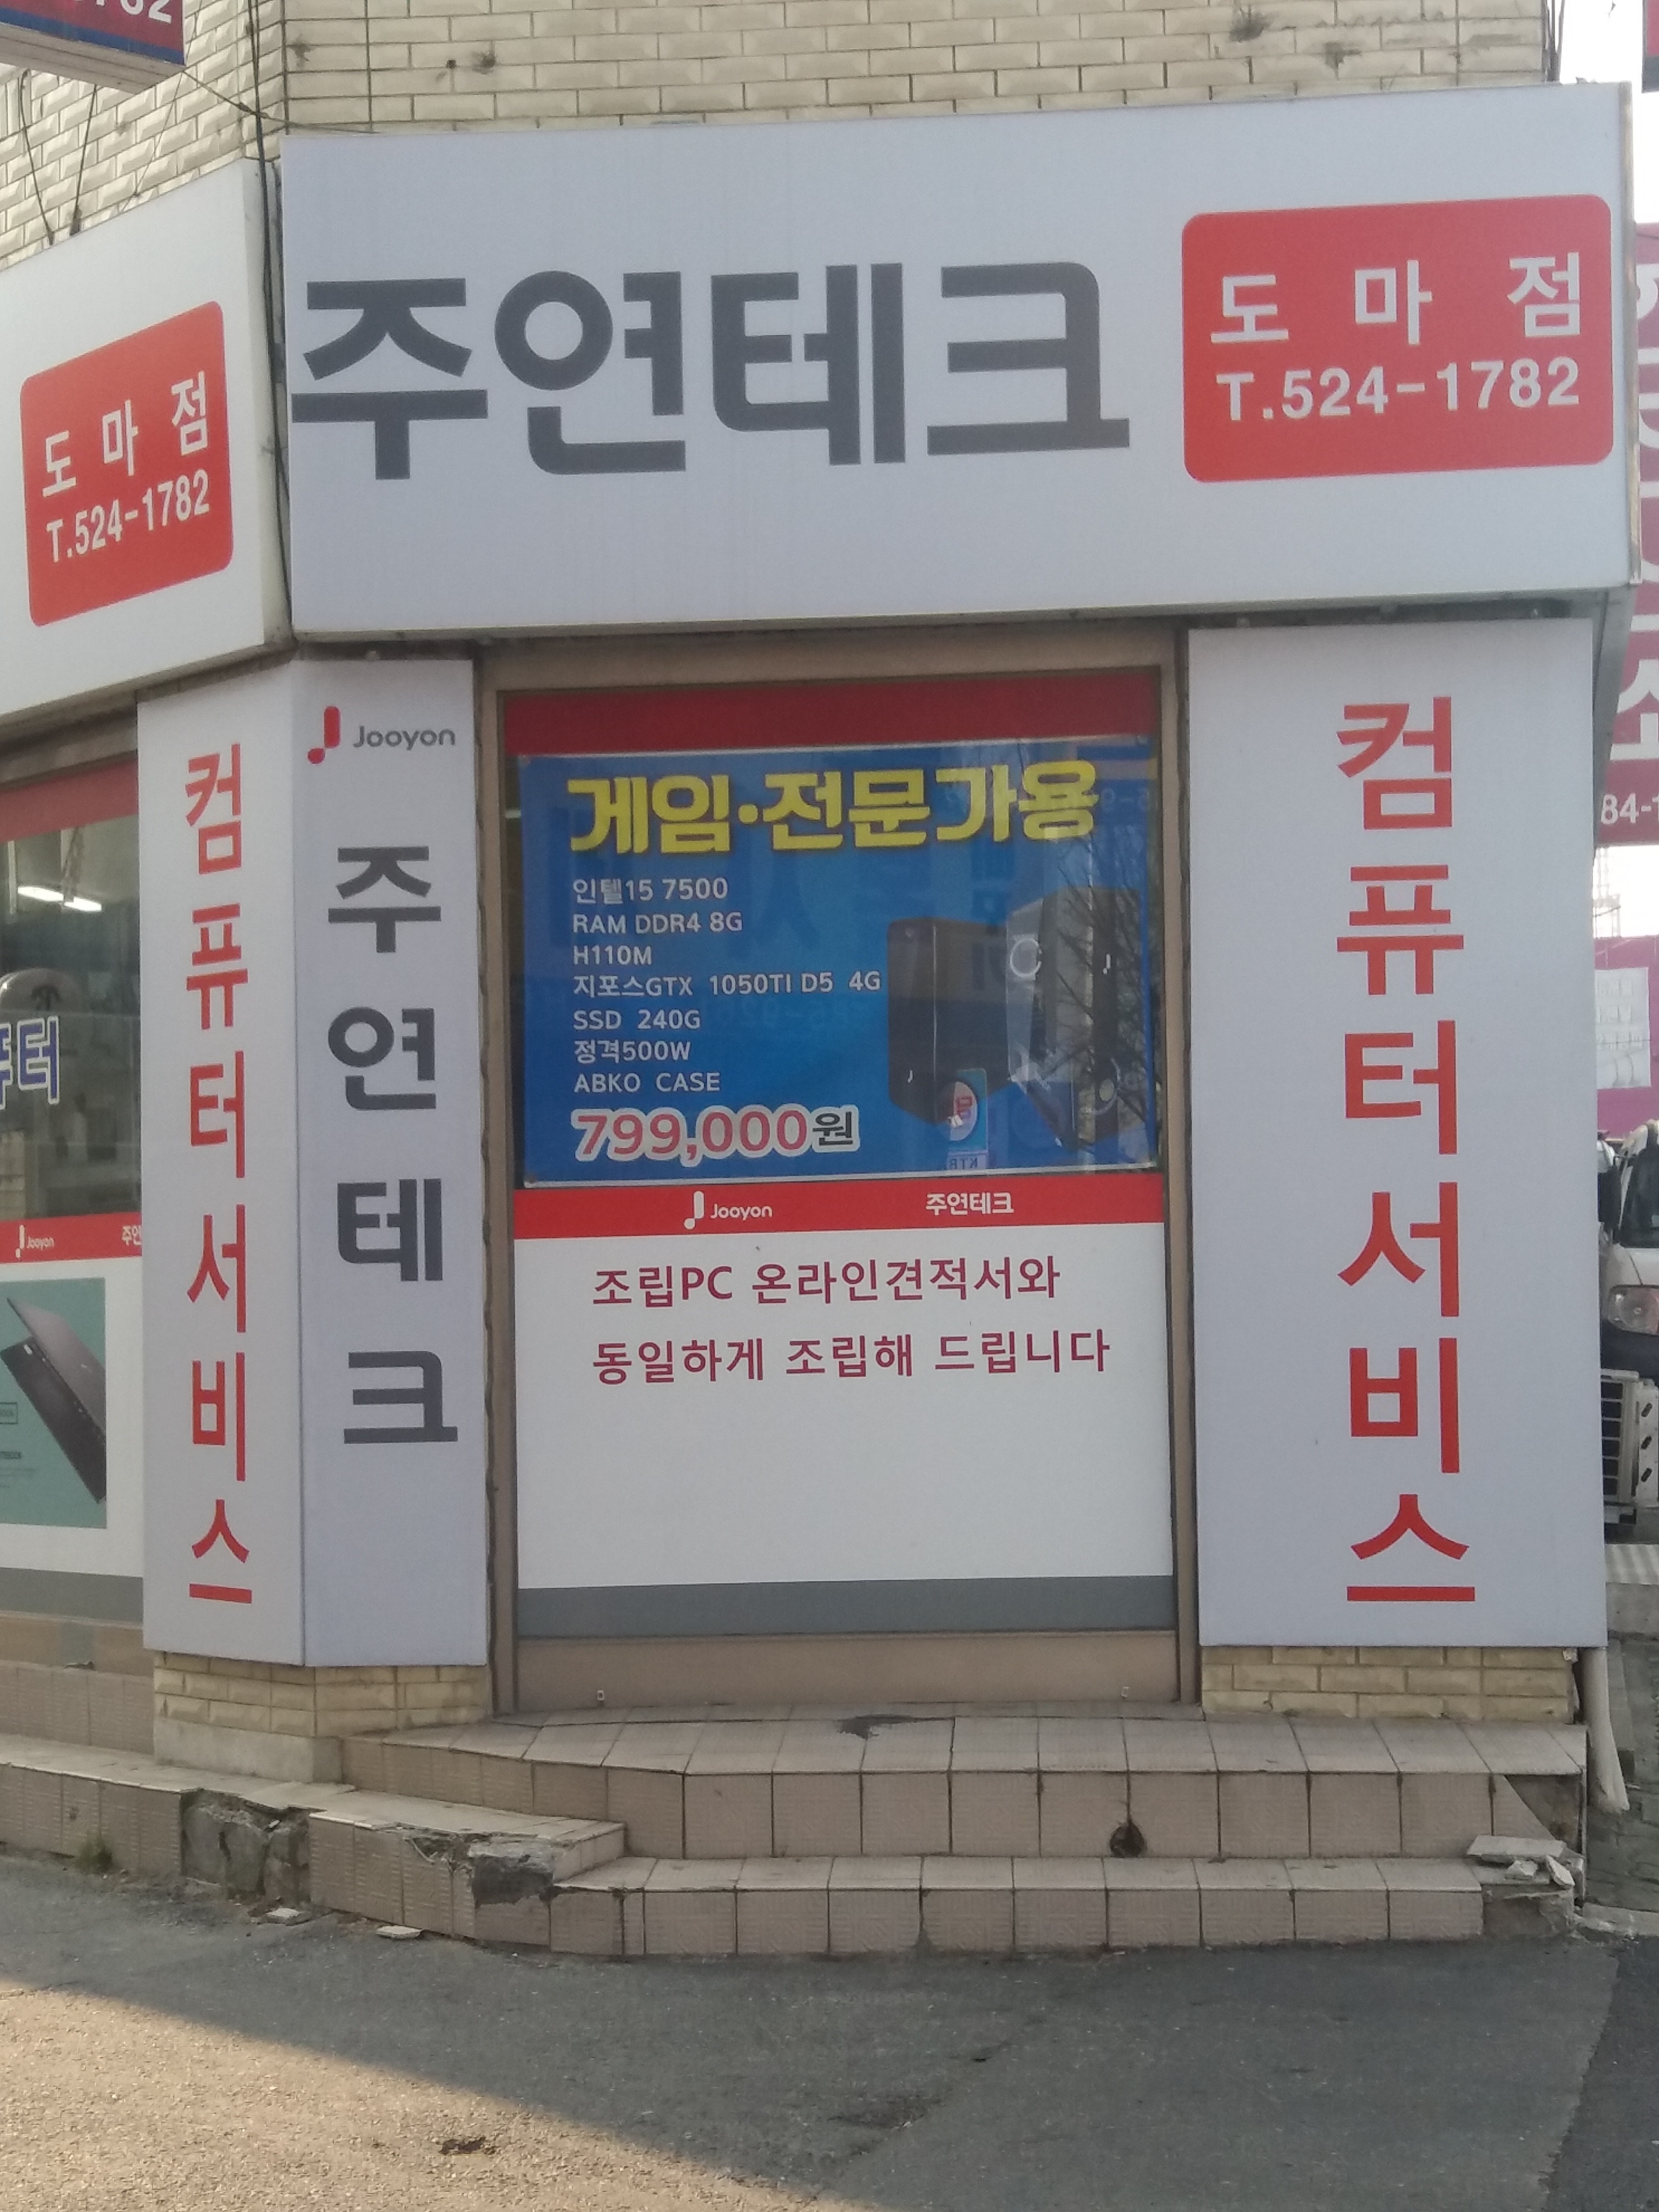 주연테크
도마점
T.524-1782
도마점
T.524-1782
컴퓨터서비스
Jooyon
주연테크
게임·전문가용
인텔15 7500
RAM DDR4 8G
H110M
지포스GTX 1050TI D5 4G
SSD 240G
정격500W
ABKO CASE
799,000원
Jooyon 주연테크
조립PC 온라인견적서와
동일하게 조립해 드립니다
컴퓨터서비스
Jooyon